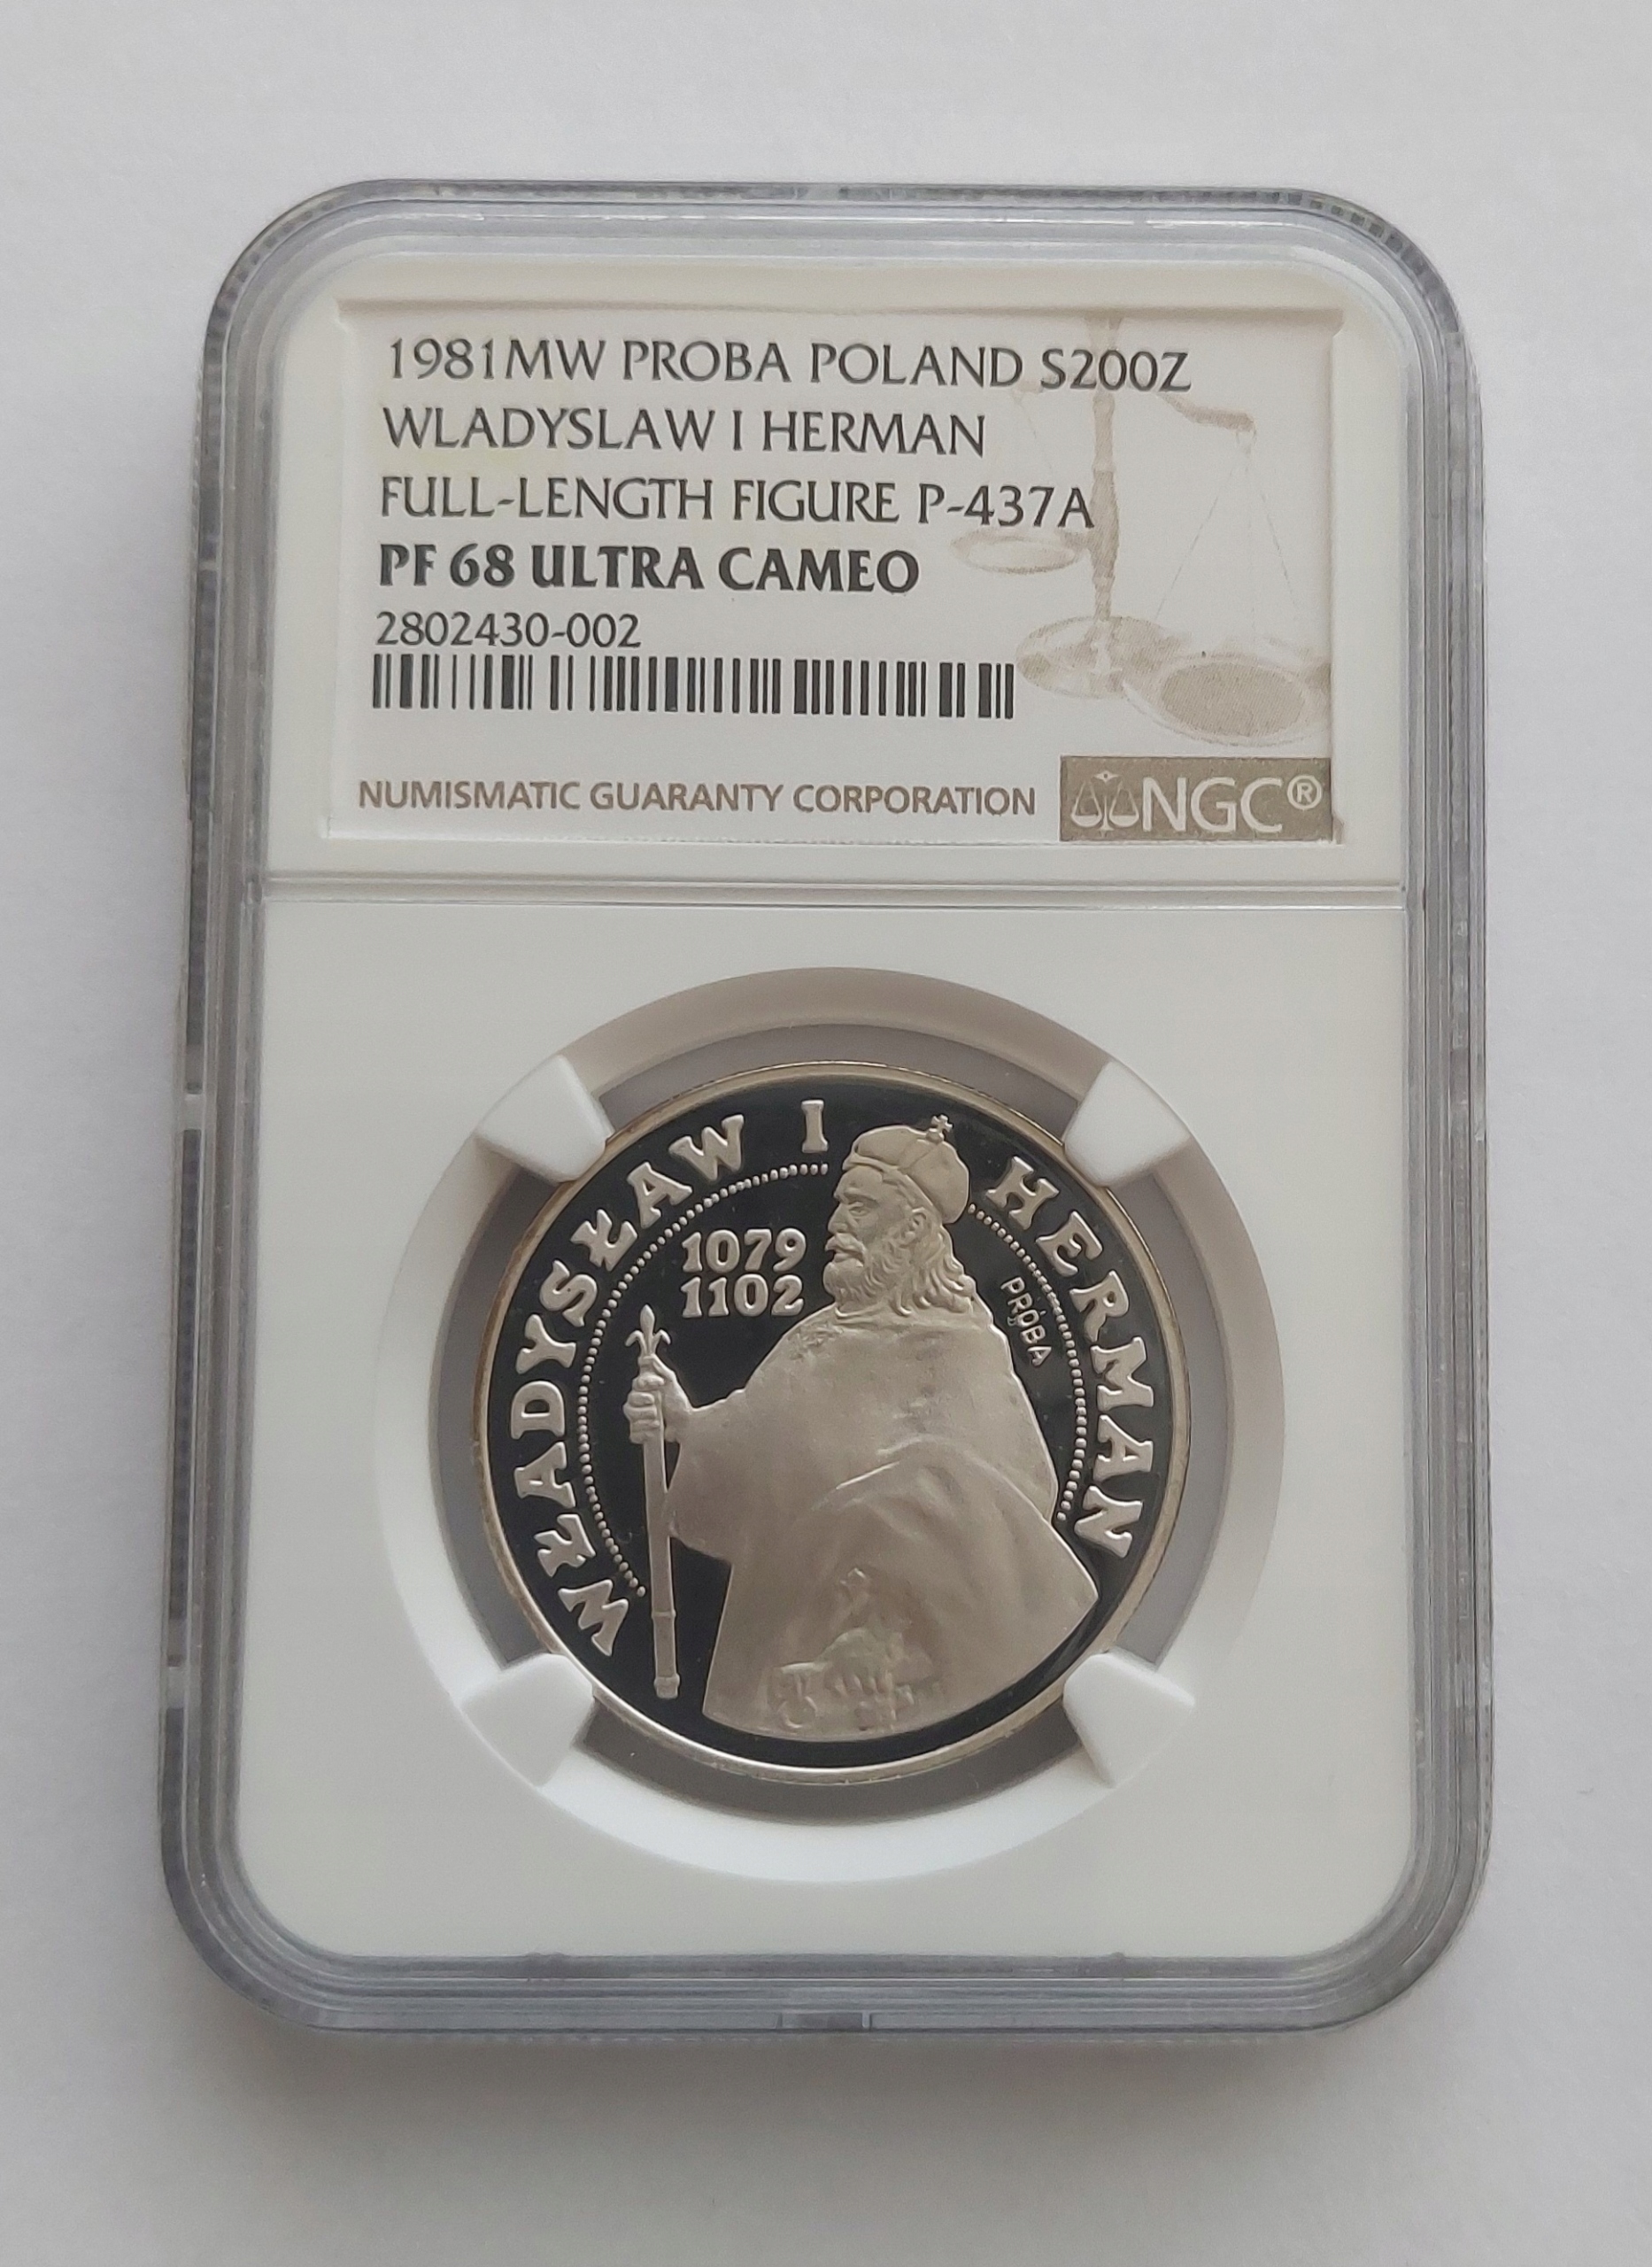 1981MW PROBA POLAND S200Z
WLADYSLAW I HERMAN
FULL-LENGTH FIGURE P-437A
PF 68 ULTRA CAMEO
2802430-002
NUMISMATIC GUARANTY CORPORATION
NGC®
WŁADYSŁAW I HERMAN
1079
1102
PRÓBA